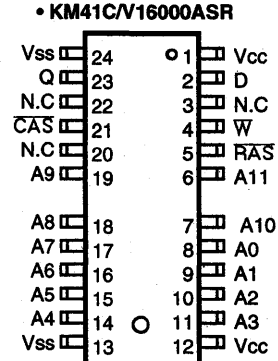 • KM41C/V16000ASR
Vss 24 1 Vcc
Q 23 2 D
N.C 22 3 N.C
CAS 21 4 W
N.C 20 5 RAS
A9 19 6 A11
A8 18 7 A10
A7 17 8 A0
A6 16 9 A1
A5 15 10 A2
A4 14 11 A3
Vss 13 12 Vcc